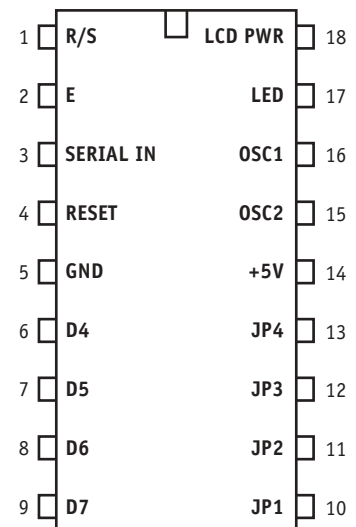 1 R/S LCD PWR 18
2 E LED 17
3 SERIAL IN OSC1 16
4 RESET OSC2 15
5 GND +5V 14
6 D4 JP4 13
7 D5 JP3 12
8 D6 JP2 11
9 D7 JP1 10